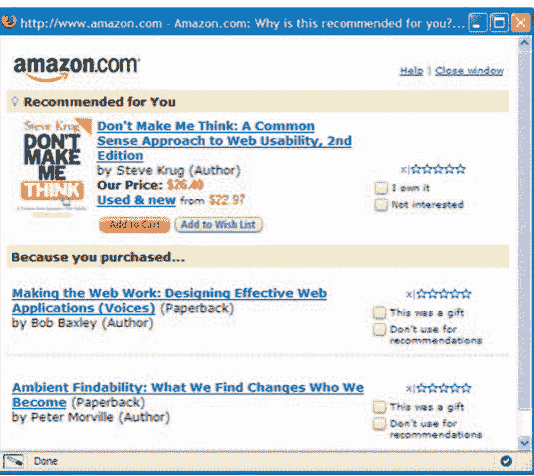 http://www.amazon.com - Amazon.com: Why is this recommended for you?...
amazon.com
Help | Close window
Recommended for You
Steve Krug
DON'T
MAKE
ME
THINK
Don't Make Me Think: A Common
Sense Approach to Web Usability, 2nd
Edition
by Steve Krug (Author)
Our Price: $26.40
Used & new from $22.97
Add to Cart
Add to Wish List
x|☆☆☆☆☆
I own it
Not interested
Because you purchased...
Making the Web Work: Designing Effective Web
Applications (Voices) (Paperback)
by Bob Baxley (Author)
x|☆☆☆☆☆
This was a gift
Don't use for
recommendations
Ambient Findability: What We Find Changes Who We
Become (Paperback)
by Peter Morville (Author)
x|☆☆☆☆☆
This was a gift
Don't use for
recommendations
Done